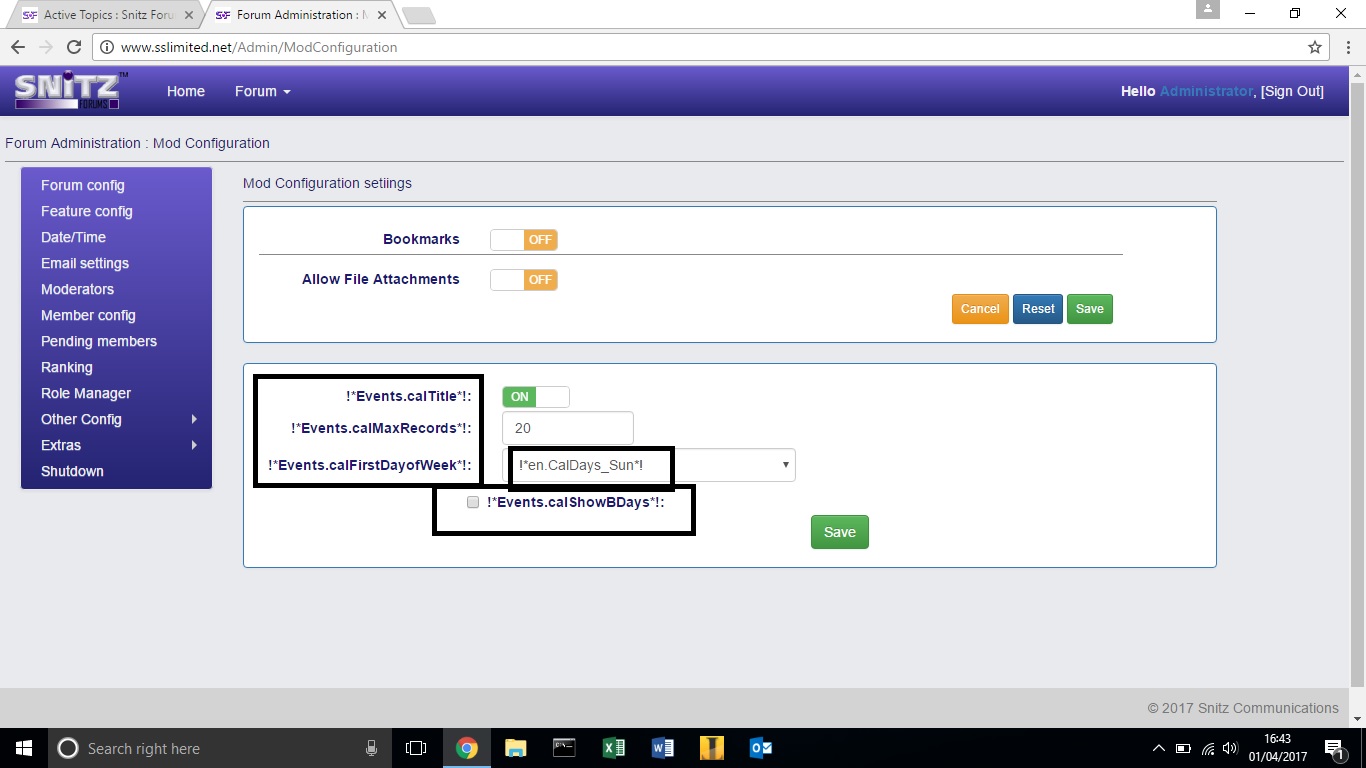 Active Topics : Snitz Foru
Forum Administration : M
www.sslimited.net/Admin/ModConfiguration
SNiTZ™
FORUMS
Home
Forum
Hello Administrator, [Sign Out]
Forum Administration : Mod Configuration
Forum config
Feature config
Date/Time
Email settings
Moderators
Member config
Pending members
Ranking
Role Manager
Other Config
Extras
Shutdown
Mod Configuration setiings
Bookmarks OFF
Allow File Attachments OFF
Cancel Reset Save
!*Events.calTitle*!: ON
!*Events.calMaxRecords*!: 20
!*Events.calFirstDayofWeek*!: !*en.CalDays_Sun*!
!*Events.calShowBDays*!:
Save
© 2017 Snitz Communications
Search right here
16:43
01/04/2017
1